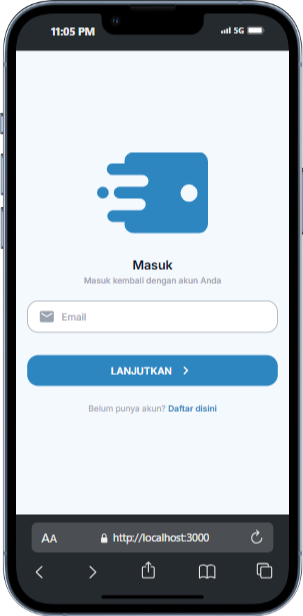 11:05 PM
5G
Masuk
Masuk kembali dengan akun Anda
Email
LANJUTKAN
Belum punya akun? Daftar disini
AA
http://localhost:3000